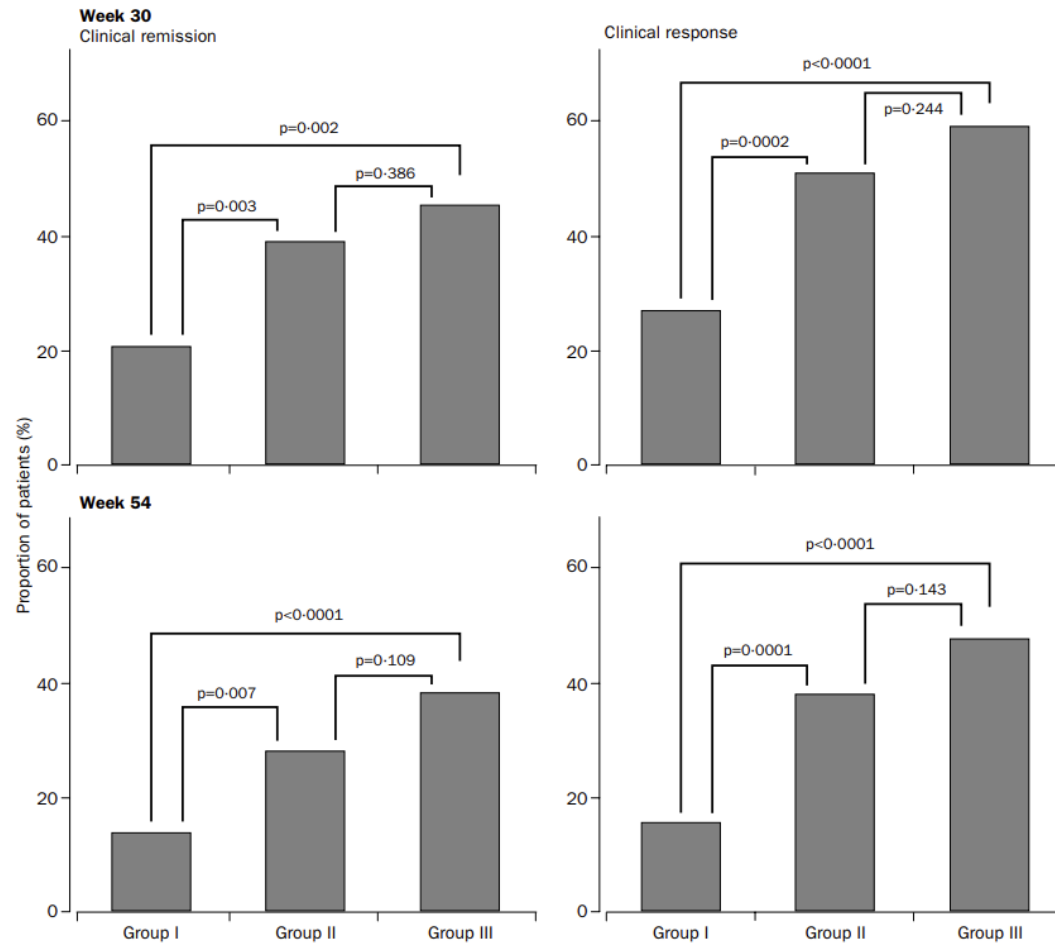 Week 30
Clinical remission
Clinical response
p=0·002
p=0·003
p=0·386
60
40
20
0
p<0·0001
p=0·0002
p=0·244
60
40
20
0
Proportion of patients (%)
Week 54
p<0·0001
p=0·007
p=0·109
60
40
20
0
Group I
Group II
Group III
p<0·0001
p=0·0001
p=0·143
60
40
20
0
Group I
Group II
Group III